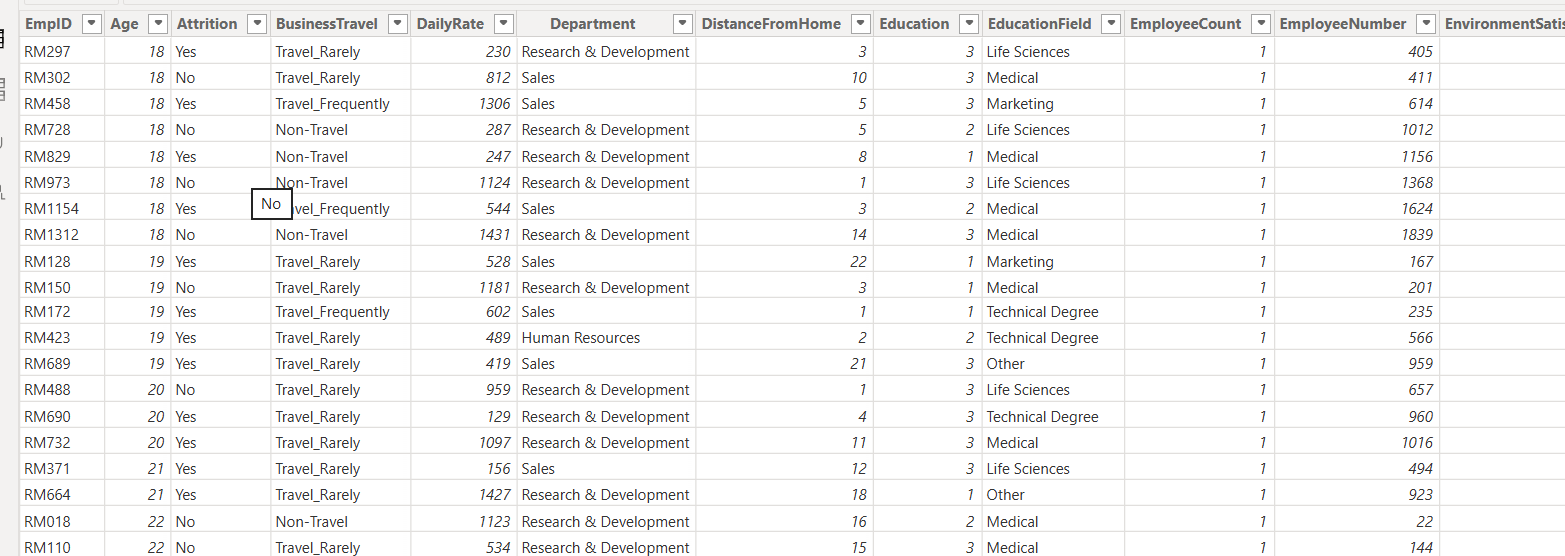 EmpID Age Attrition BusinessTravel DailyRate Department DistanceFromHome Education EducationField EmployeeCount EmployeeNumber EnvironmentSatis
RM297 18 Yes Travel_Rarely 230 Research & Development 3 3 Life Sciences 1 405
RM302 18 No Travel_Rarely 812 Sales 10 3 Medical 1 411
RM458 18 Yes Travel_Frequently 1306 Sales 5 3 Marketing 1 614
RM728 18 No Non-Travel 287 Research & Development 5 2 Life Sciences 1 1012
RM829 18 Yes Non-Travel 247 Research & Development 8 1 Medical 1 1156
RM973 18 No Non-Travel 1124 Research & Development 1 3 Life Sciences 1 1368
No
RM1154 18 Yes vel_Frequently 544 Sales 3 2 Medical 1 1624
RM1312 18 No Non-Travel 1431 Research & Development 14 3 Medical 1 1839
RM128 19 Yes Travel_Rarely 528 Sales 22 1 Marketing 1 167
RM150 19 No Travel_Rarely 1181 Research & Development 3 1 Medical 1 201
RM172 19 Yes Travel_Frequently 602 Sales 1 1 Technical Degree 1 235
RM423 19 Yes Travel_Rarely 489 Human Resources 2 2 Technical Degree 1 566
RM689 19 Yes Travel_Rarely 419 Sales 21 3 Other 1 959
RM488 20 No Travel_Rarely 959 Research & Development 1 3 Life Sciences 1 657
RM690 20 Yes Travel_Rarely 129 Research & Development 4 3 Technical Degree 1 960
RM732 20 Yes Travel_Rarely 1097 Research & Development 11 3 Medical 1 1016
RM371 21 Yes Travel_Rarely 156 Sales 12 3 Life Sciences 1 494
RM664 21 Yes Travel_Rarely 1427 Research & Development 18 1 Other 1 923
RM018 22 No Non-Travel 1123 Research & Development 16 2 Medical 1 22
RM110 22 No Travel_Rarely 534 Research & Development 15 3 Medical 1 144